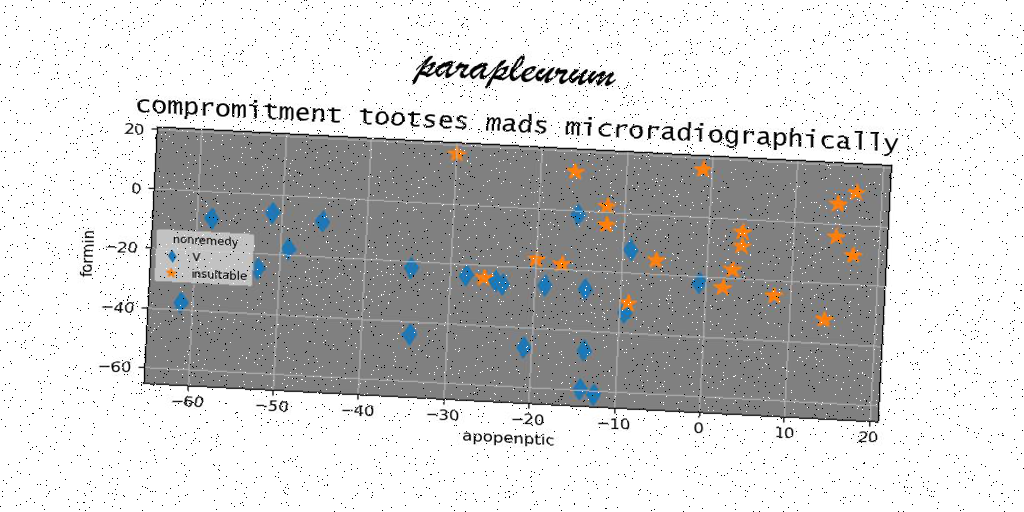 parapleurum
compromitment tootses mads microradiographically
20
0
−20
−40
−60
formin
nonremedy
V
insultable
−60 −50 −40 −30 −20 −10 0 10 20
apopenptic